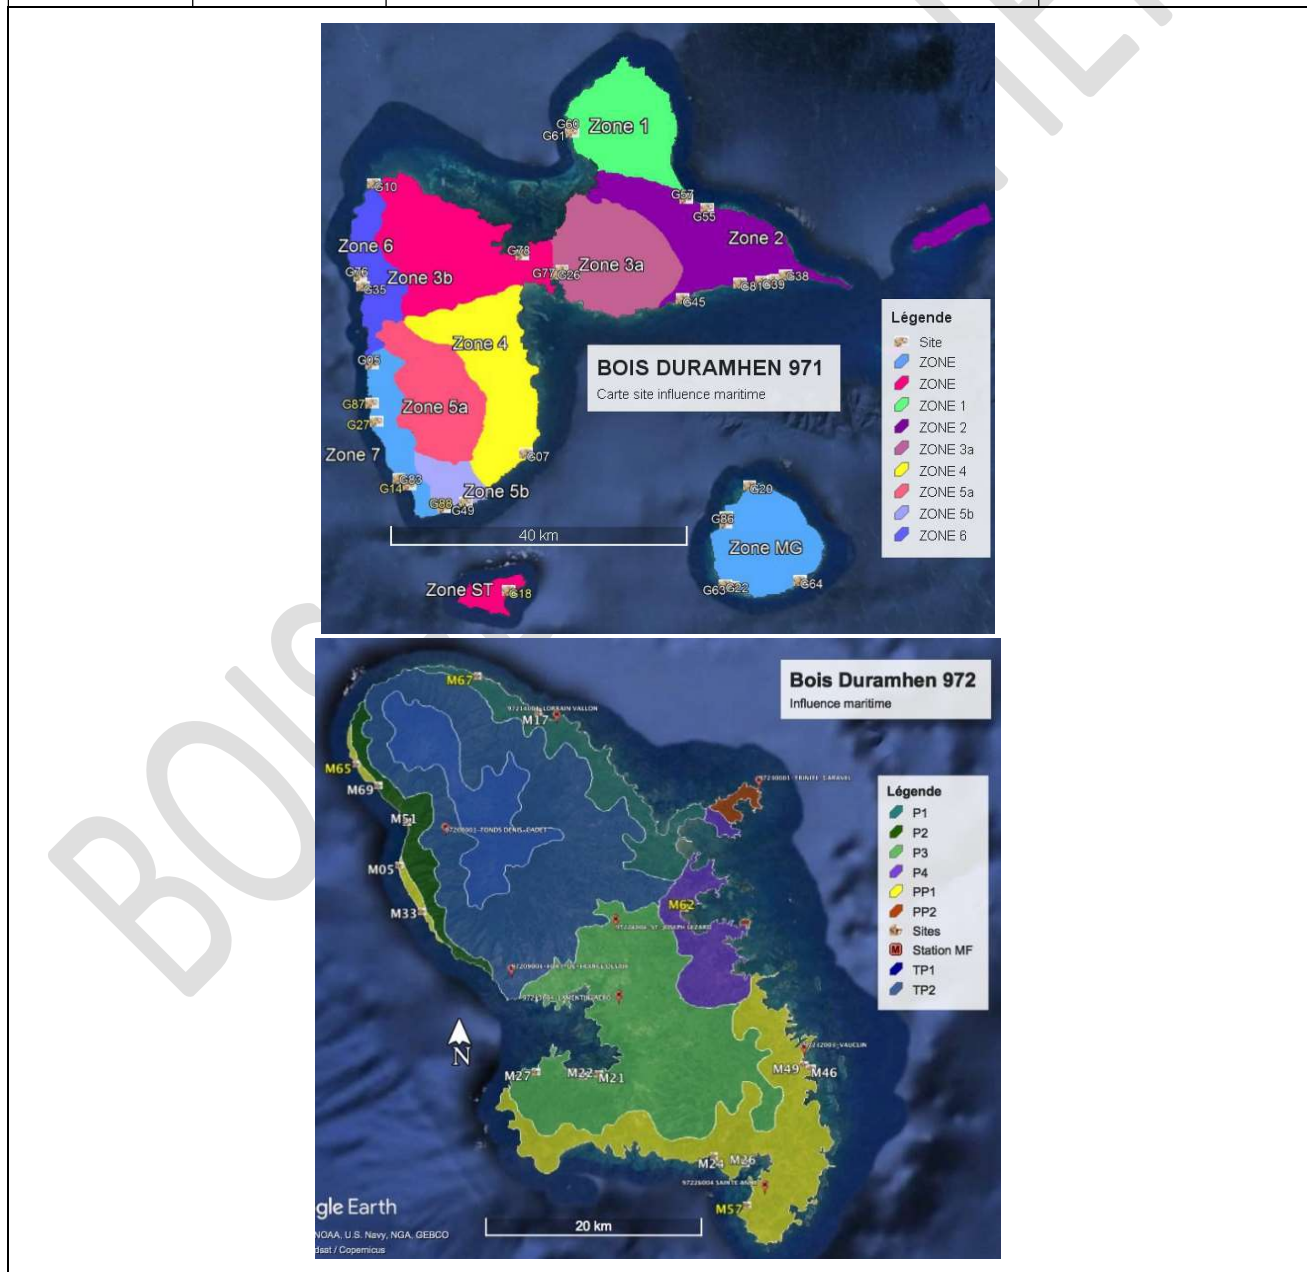 G60
G61
Zone 1
G10
G57
G55
Zone 2
Zone 6
G78
Zone 3a
G77
G26
G76
Zone 3b
G35
G38
G39
G81
G45
Légende
Site
ZONE
ZONE
ZONE 1
ZONE 2
ZONE 3a
ZONE 4
ZONE 5a
ZONE 5b
ZONE 6
Zone 4
BOIS DURAMHEN 971
Carte site influence maritime
G05
G87
Zone 5a
G27
Zone 7
G07
G83
G14
Zone 5b
G49
G20
40 km
G86
Zone MG
Zone ST
G18
G63
G22
G64
Bois Duramhen 972
Influence maritime
M67
M17
M65
M69
M51
M05
M33
M62
Légende
P1
P2
P3
P4
PP1
PP2
Sites
Station MF
TP1
TP2
N
M27
M22
M21
M49
M46
M24
M26
97226004 SAINTE-ANNE
M57
gle Earth
20 km
NOAA, U.S. Navy, NGA, GEBCO
dsat / Copernicus